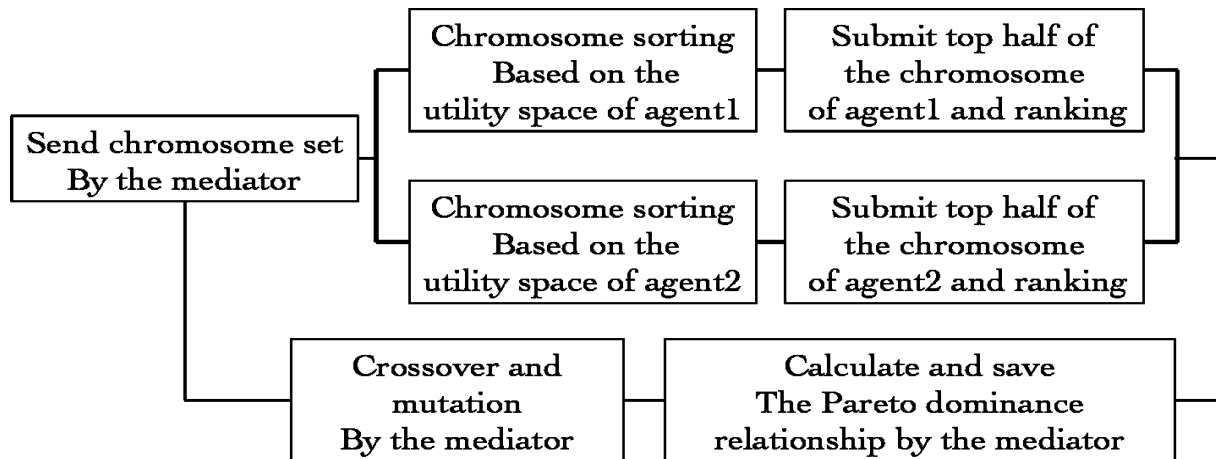 Send chromosome set
By the mediator
Chromosome sorting
Based on the
utility space of agent1
Submit top half of
the chromosome
of agent1 and ranking
Chromosome sorting
Based on the
utility space of agent2
Submit top half of
the chromosome
of agent2 and ranking
Crossover and
mutation
By the mediator
Calculate and save
The Pareto dominance
relationship by the mediator